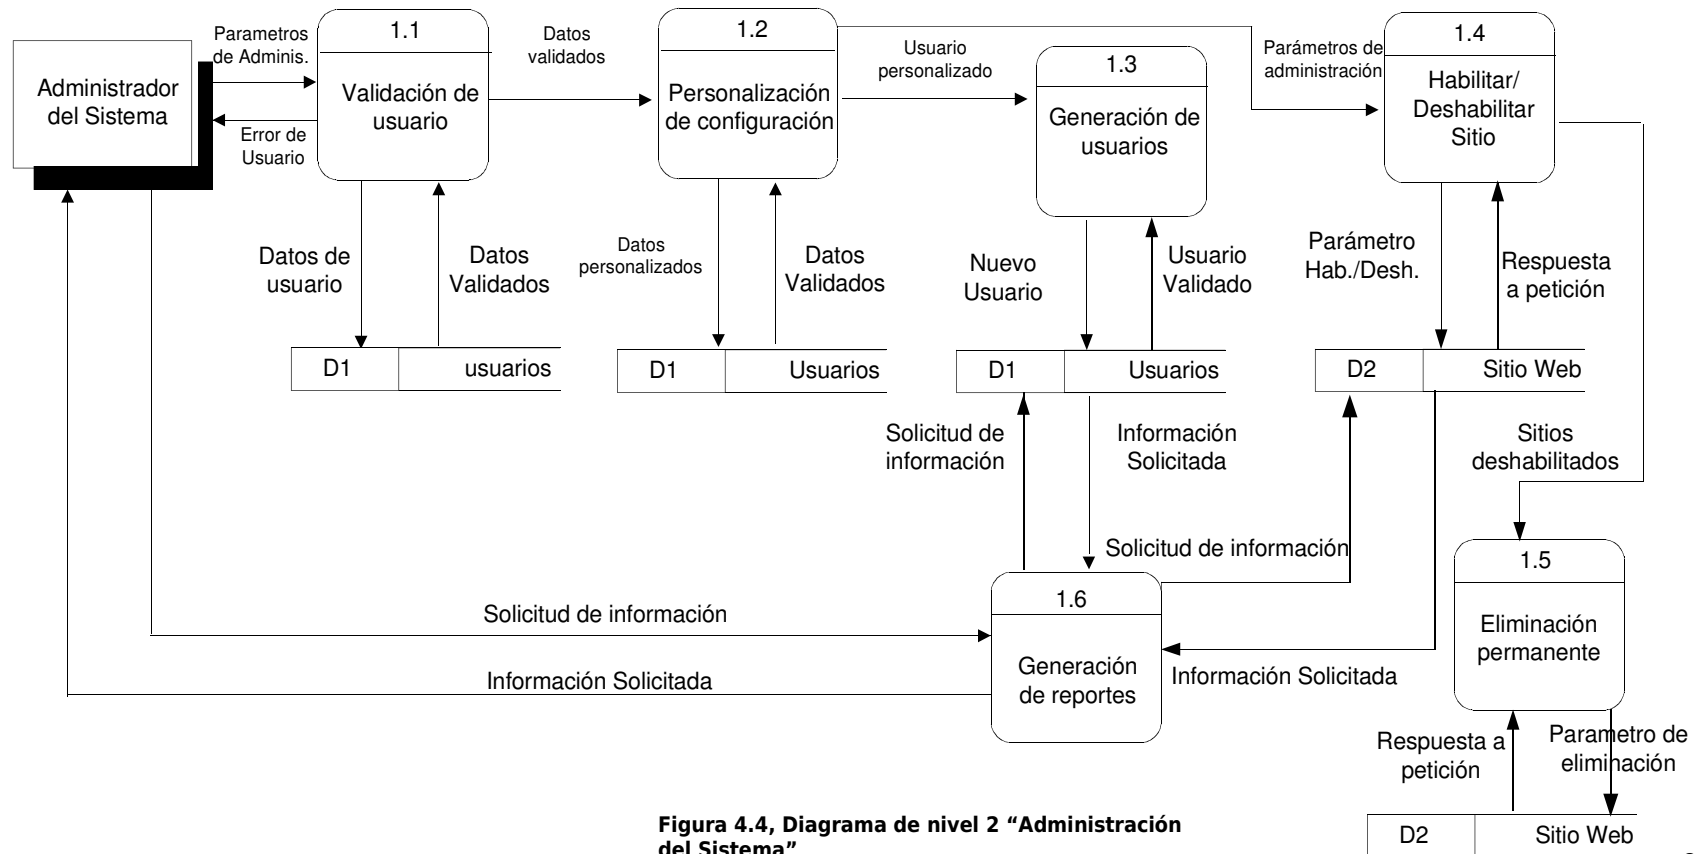 Administrador
del Sistema
Parametros
de Adminis.
Error de
Usuario
1.1
Validación de
usuario
Datos
validados
1.2
Personalización
de configuración
Usuario
personalizado
1.3
Generación de
usuarios
Parámetros de
administración
1.4
Habilitar/
Deshabilitar
Sitio
Datos de
usuario
Datos
Validados
Datos
personalizados
Datos
Validados
Nuevo
Usuario
Usuario
Validado
Parámetro
Hab./Desh.
Respuesta
a petición
D1 usuarios
D1 Usuarios
D1 Usuarios
D2 Sitio Web
Solicitud de
información
Información
Solicitada
Sitios
deshabilitados
Solicitud de información
1.5
Eliminación
permanente
1.6
Generación
de reportes
Solicitud de información
Información Solicitada
Información Solicitada
Respuesta a
petición
Parametro de
eliminación
D2 Sitio Web
Figura 4.4, Diagrama de nivel 2 “Administración
del Sistema”